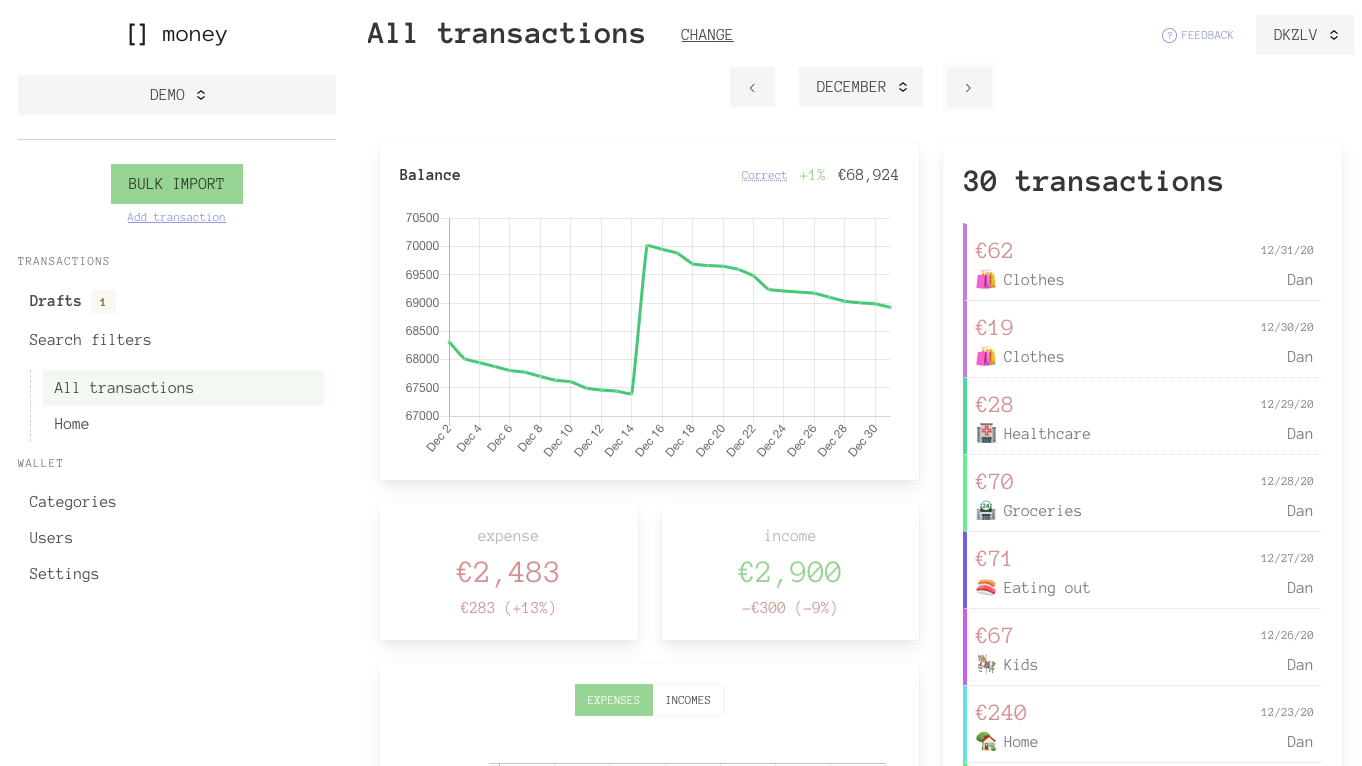 [] money
DEMO
BULK IMPORT
Add transaction
TRANSACTIONS
Drafts 1
Search filters
All transactions
Home
WALLET
Categories
Users
Settings
All transactions CHANGE
FEEDBACK
DKZLV
DECEMBER
Balance Correct +1% €68,924
70500
70000
69500
69000
68500
68000
67500
67000
Dec 2 Dec 4 Dec 6 Dec 8 Dec 10 Dec 12 Dec 14 Dec 16 Dec 18 Dec 20 Dec 22 Dec 24 Dec 26 Dec 28 Dec 30
expense
€2,483
€283 (+13%)
income
€2,900
-€300 (-9%)
EXPENSES INCOMES
30 transactions
€62 12/31/20
Clothes Dan
€19 12/30/20
Clothes Dan
€28 12/29/20
Healthcare Dan
€70 12/28/20
Groceries Dan
€71 12/27/20
Eating out Dan
€67 12/26/20
Kids Dan
€240 12/23/20
Home Dan